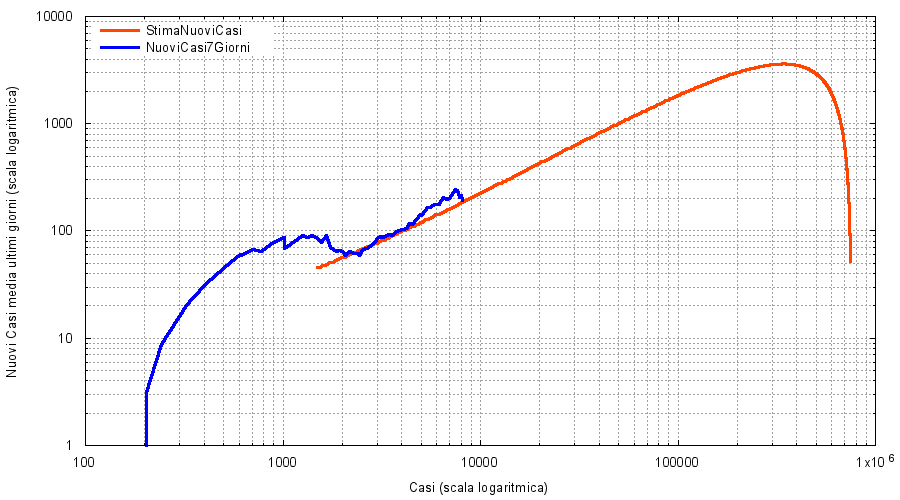 10000
StimaNuoviCasi
NuoviCasi7Giorni
1000
100
10
1
Nuovi Casi media ultimi giorni (scala logaritmica)
100 1000 10000 100000 1x10 6
Casi (scala logaritmica)